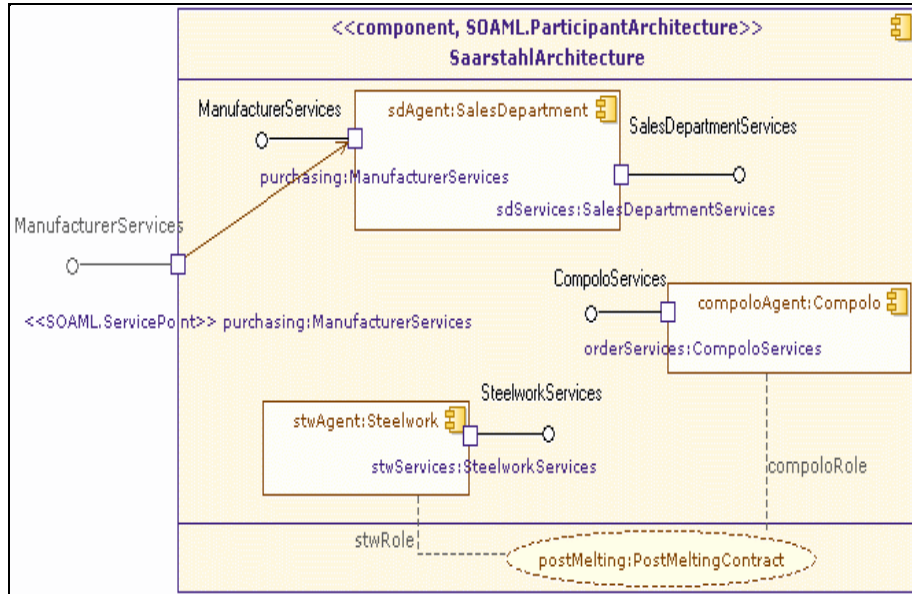 <<component, SOAML.ParticipantArchitecture>>
SaarstahlArchitecture
ManufacturerServices
sdAgent:SalesDepartment
SalesDepartmentServices
purchasing:ManufacturerServices
sdServices:SalesDepartmentServices
ManufacturerServices
<<SOAML.ServicePoint>> purchasing:ManufacturerServices
CompoloServices
compoloAgent:Compolo
orderServices:CompoloServices
SteelworkServices
stwAgent:Steelwork
stwServices:SteelworkServices
compoloRole
stwRole
postMelting:PostMeltingContract